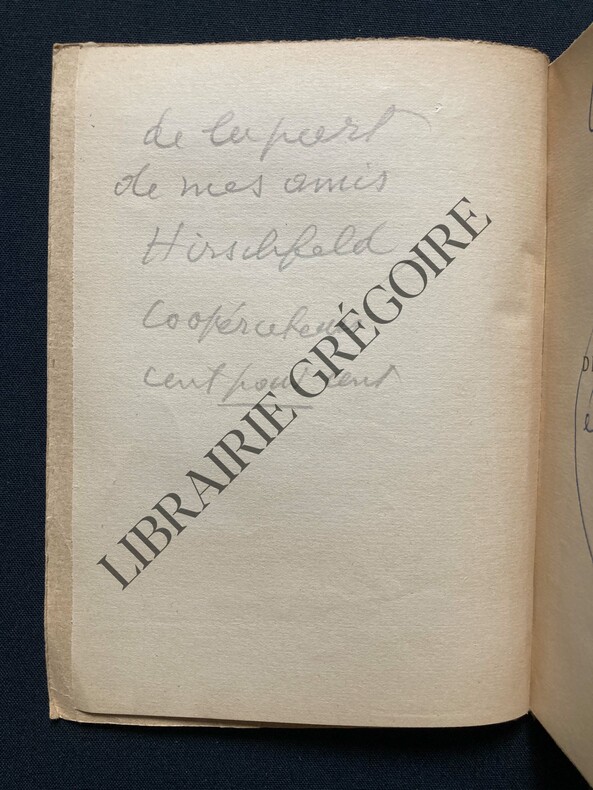 de la part
de mes amis
Hirschfeld
Coopérateurs
cent pour cent
LIBRAIRIE GRÉGOIRE